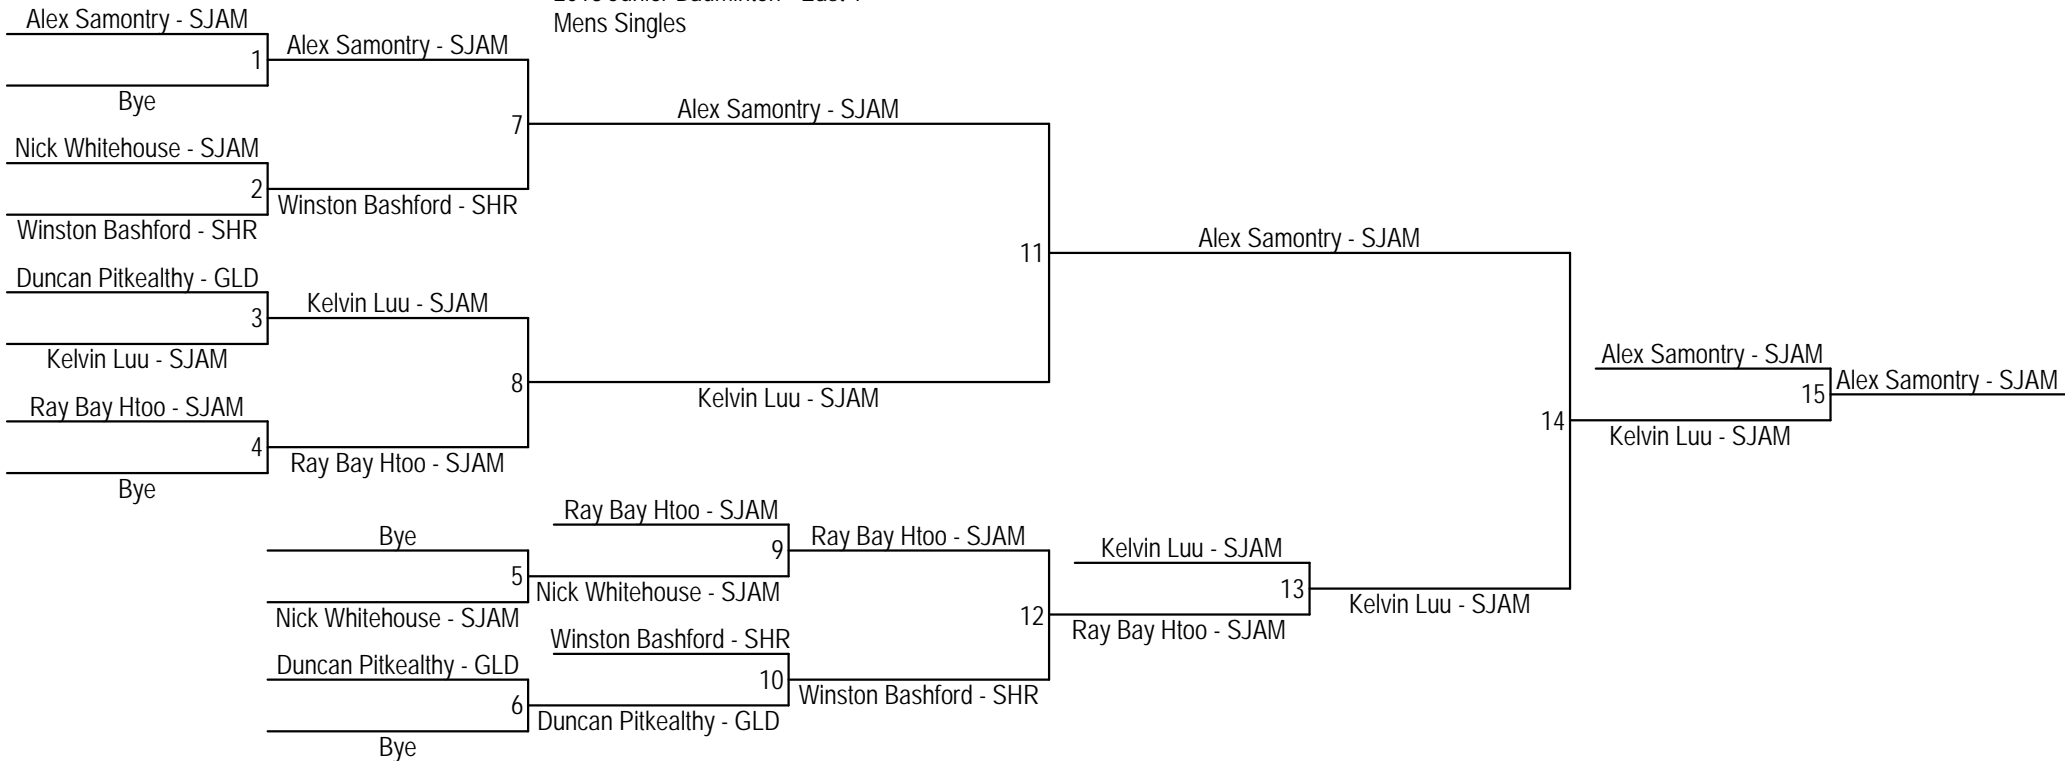 Mens Singles
Alex Samontry - SJAM
1
Bye
Nick Whitehouse - SJAM
2
Winston Bashford - SHR
Duncan Pitkealthy - GLD
3
Kelvin Luu - SJAM
Ray Bay Htoo - SJAM
4
Bye
Alex Samontry - SJAM
7
Winston Bashford - SHR
Kelvin Luu - SJAM
8
Ray Bay Htoo - SJAM
Bye
5
Nick Whitehouse - SJAM
Duncan Pitkealthy - GLD
6
Bye
Alex Samontry - SJAM
11
Kelvin Luu - SJAM
Ray Bay Htoo - SJAM
9
Nick Whitehouse - SJAM
Winston Bashford - SHR
10
Duncan Pitkealthy - GLD
Ray Bay Htoo - SJAM
12
Winston Bashford - SHR
Kelvin Luu - SJAM
13
Ray Bay Htoo - SJAM
Alex Samontry - SJAM
14
Kelvin Luu - SJAM
Alex Samontry - SJAM
15
Kelvin Luu - SJAM
Alex Samontry - SJAM